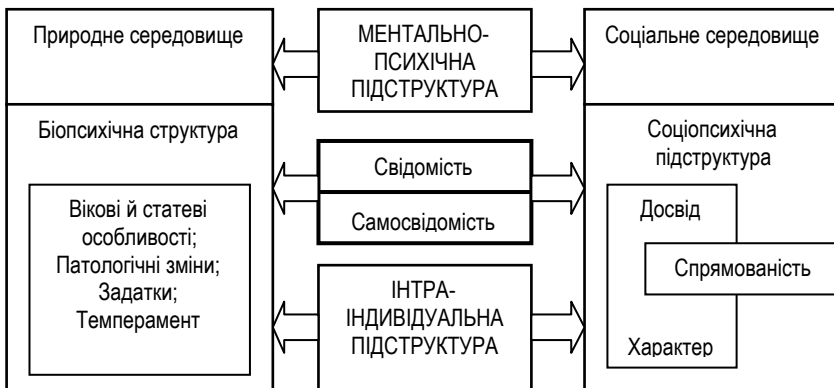 Природне середовище
Біопсихічна структура
Вікові й статеві
особливості;
Патологічні зміни;
Задатки;
Темперамент
МЕНТАЛЬНО-
ПСИХІЧНА
ПІДСТРУКТУРА
Свідомість
Самосвідомість
ІНТРА-
ІНДИВІДУАЛЬНА
ПІДСТРУКТУРА
Соціальне середовище
Соціопсихічна
підструктура
Досвід
Спрямованість
Характер